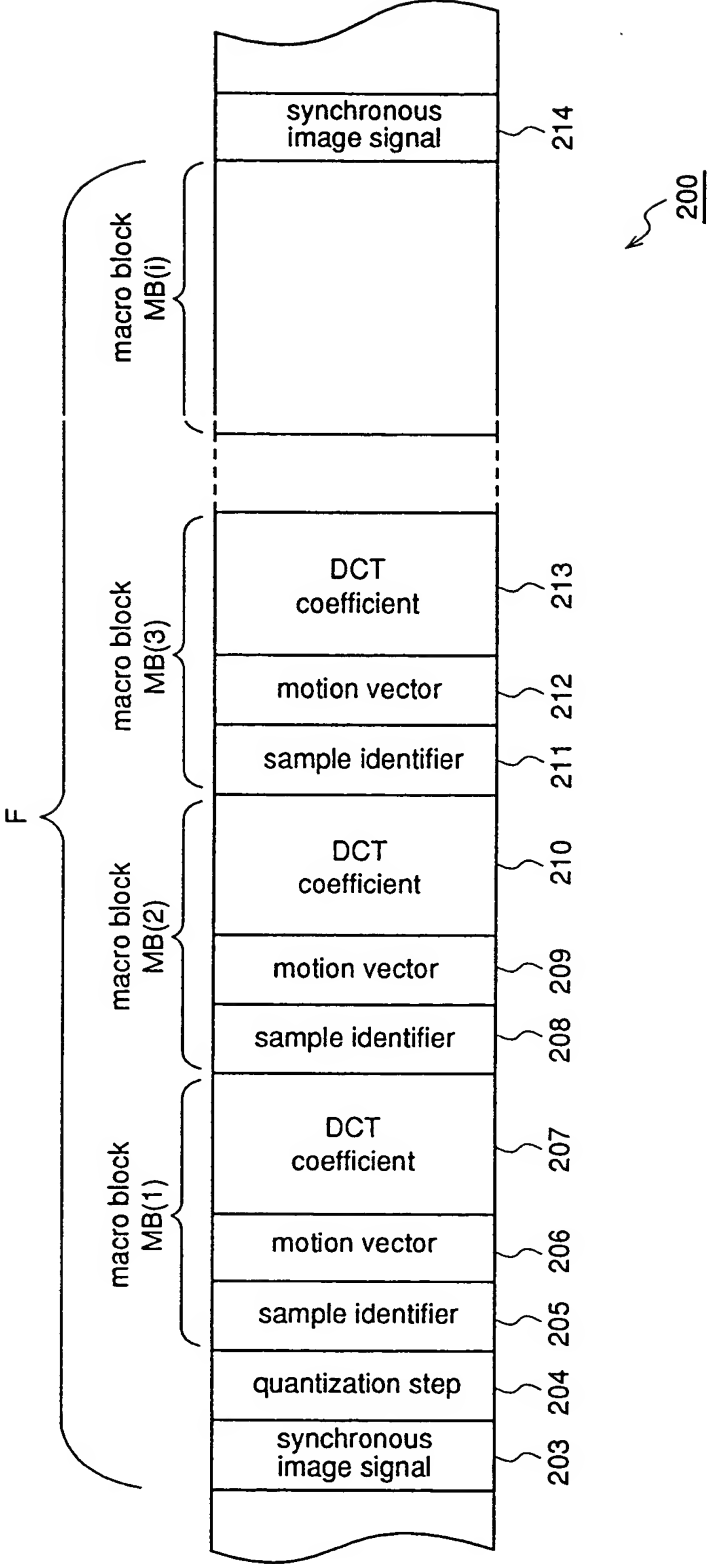 F
macro block
MB(1)
macro block
MB(2)
macro block
MB(3)
macro block
MB(i)
synchronous
image signal
quantization step
sample identifier
motion vector
DCT
coefficient
sample identifier
motion vector
DCT
coefficient
sample identifier
motion vector
DCT
coefficient
synchronous
image signal
203
204
205
206
207
208
209
210
211
212
213
214
200